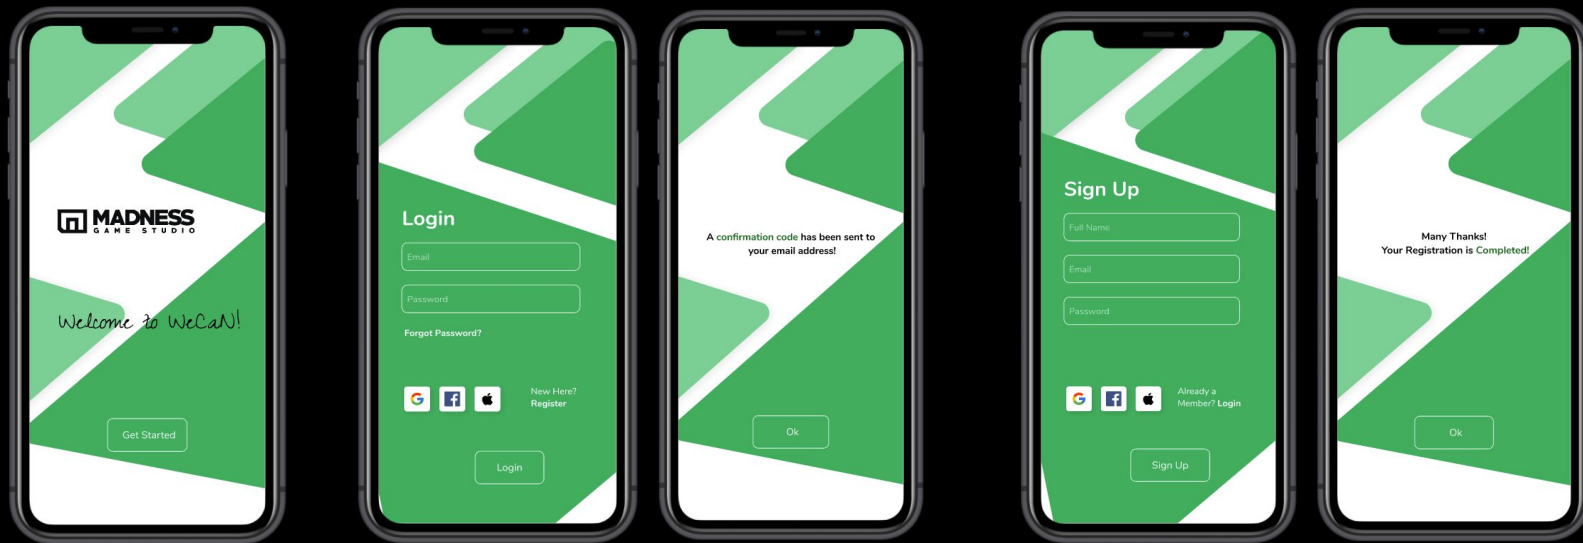 MADNESS
GAME STUDIO
Welcome to WeCaN!
Get Started
Login
Email
Password
Forgot Password?
New Here?
Register
Login
A confirmation code has been sent to
your email address!
Ok
Sign Up
Full Name
Email
Password
Already a
Member? Login
Sign Up
Many Thanks!
Your Registration is Completed!
Ok